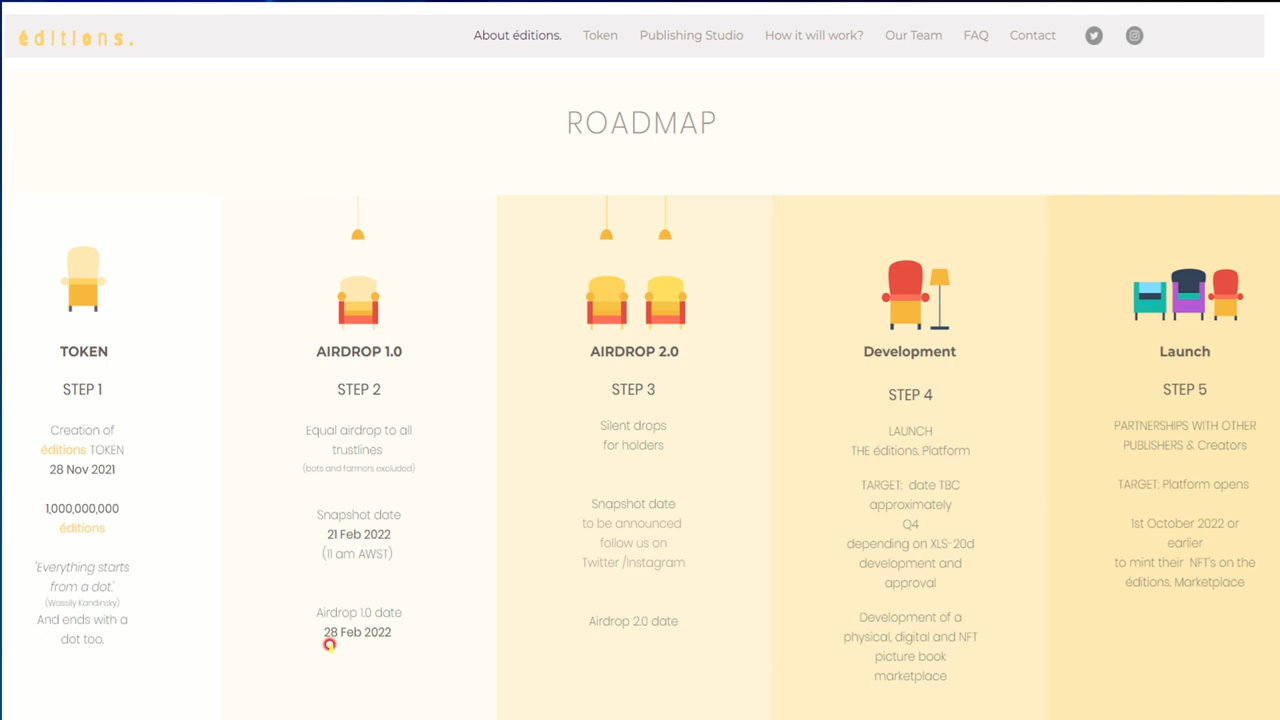 éditions.
About éditions. Token Publishing Studio How it will work? Our Team FAQ Contact
ROADMAP
TOKEN
STEP 1
Creation of
éditions TOKEN
28 Nov 2021
1,000,000,000
éditions
'Everything starts
from a dot.'
(Wassily Kandinsky)
And ends with a
dot too.
AIRDROP 1.0
STEP 2
Equal airdrop to all
trustlines
(bots and farmers excluded)
Snapshot date
21 Feb 2022
(11 am AWST)
Airdrop 1.0 date
28 Feb 2022
AIRDROP 2.0
STEP 3
Silent drops
for holders
Snapshot date
to be announced
follow us on
Twitter /Instagram
Airdrop 2.0 date
Development
STEP 4
LAUNCH
THE éditions. Platform
TARGET: date TBC
approximately
Q4
depending on XLS-20d
development and
approval
Development of a
physical, digital and NFT
picture book
marketplace
Launch
STEP 5
PARTNERSHIPS WITH OTHER
PUBLISHERS & Creators
TARGET: Platform opens
1st October 2022 or
earlier
to mint their NFT's on the
éditions. Marketplace